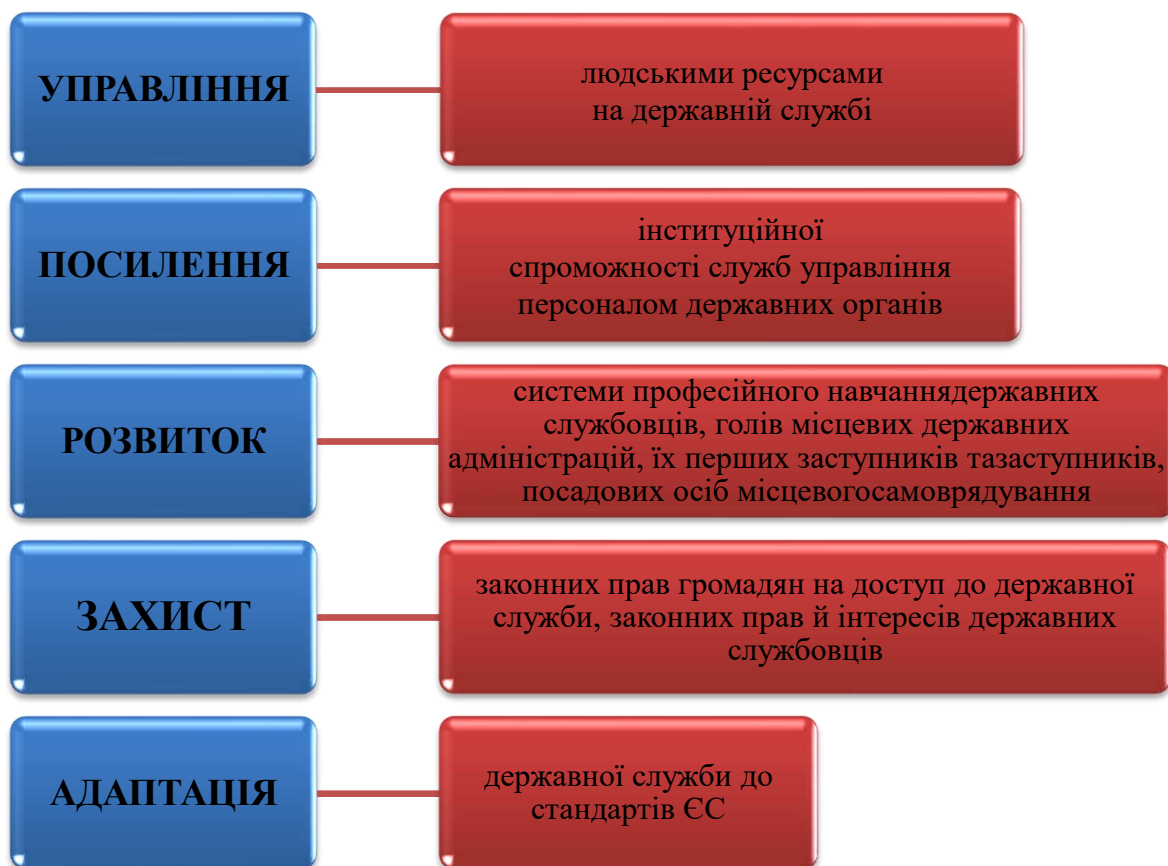 УПРАВЛІННЯ
людськими ресурсами
на державній службі
ПОСИЛЕННЯ
інституційної
спроможності служб управління
персоналом державних органів
РОЗВИТОК
системи професійного навчаннядержавних
службовців, голів місцевих державних
адміністрацій, їх перших заступників тазаступників,
посадових осіб місцевогосамоврядування
ЗАХИСТ
законних прав громадян на доступ до державної
служби, законних прав й інтересів державних
службовців
АДАПТАЦІЯ
державної служби до
стандартів ЄС